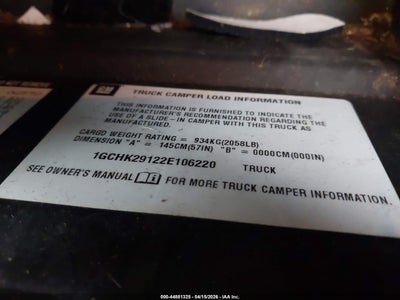 GM
TRUCK CAMPER LOAD INFORMATION
THIS INFORMATION IS FURNISHED TO INDICATE THE
MANUFACTURER'S RECOMMENDATION REGARDING THE
USE OF A SLIDE- IN CAMPER WITH THIS TRUCK AS
MANUFACTURED.
CARGO WEIGHT RATING = 934KG(2058LB)
DIMENSION "A" = 145CM(57IN) "B" = 0000CM(000IN)
1GCHK29122E106220 TRUCK
SEE OWNER'S MANUAL FOR MORE TRUCK CAMPER INFORMATION.
000-44881325 - 04/15/2026 - IAA Inc.